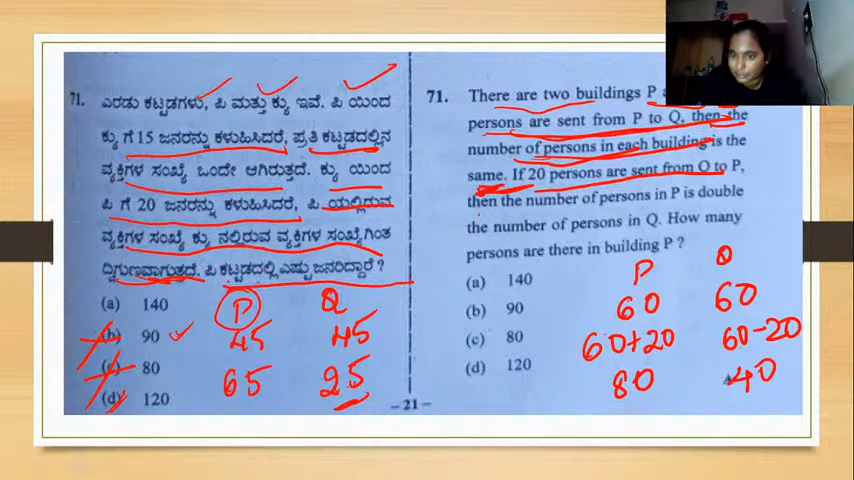 71. ಎರಡು ಕಟ್ಟಡಗಳು, ಪಿ ಮತ್ತು ಕ್ಯು ಇವೆ. ಪಿ ಯಿಂದ
ಕ್ಯು ಗೆ 15 ಜನರನ್ನು ಕಳುಹಿಸಿದರೆ, ಪ್ರತಿ ಕಟ್ಟಡದಲ್ಲಿನ
ವ್ಯಕ್ತಿಗಳ ಸಂಖ್ಯೆ ಒಂದೇ ಆಗಿರುತ್ತದೆ. ಕ್ಯು ಯಿಂದ
ಪಿ ಗೆ 20 ಜನರನ್ನು ಕಳುಹಿಸಿದರೆ, ಪಿ ಯಲ್ಲಿರುವ
ವ್ಯಕ್ತಿಗಳ ಸಂಖ್ಯೆ ಕ್ಯು ನಲ್ಲಿರುವ ವ್ಯಕ್ತಿಗಳ ಸಂಖ್ಯೆಗಿಂತ
ದ್ವಿಗುಣವಾಗುತ್ತದೆ. ಪಿ ಕಟ್ಟಡದಲ್ಲಿ ಎಷ್ಟು ಜನರಿದ್ದಾರೆ ?
(a) 140
(b) 90
(c) 80
(d) 120
P Q
45 45
65 25
71. There are two buildings P
persons are sent from P to Q, then the
number of persons in each building is the
same. If 20 persons are sent from Q to P,
then the number of persons in P is double
the number of persons in Q. How many
persons are there in building P ?
(a) 140
(b) 90
(c) 80
(d) 120
P Q
60 60
60+20 60-20
80 40
– 21 –